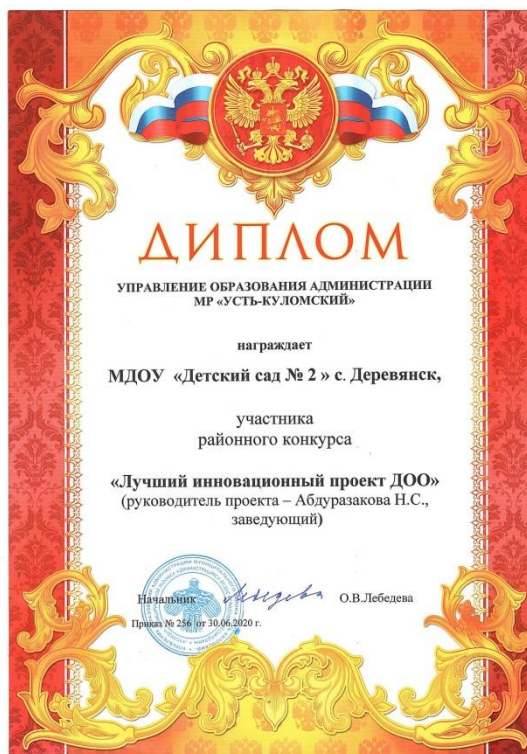 ДИПЛОМ
УПРАВЛЕНИЕ ОБРАЗОВАНИЯ АДМИНИСТРАЦИИ
МР «УСТЬ-КУЛОМСКИЙ»
награждает
МДОУ «Детский сад № 2 » с. Деревянск,
участника
районного конкурса
«Лучший инновационный проект ДОО»
(руководитель проекта – Абдуразакова Н.С.,
заведующий)
Начальник О.В.Лебедева
Приказ № 256 от 30.06.2020 г.